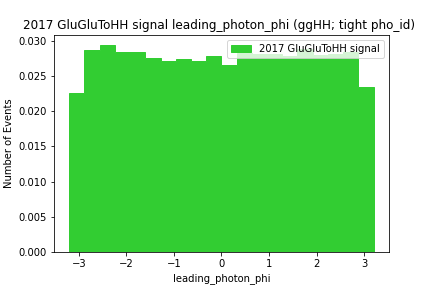 2017 GluGluToHH signal leading_photon_phi (ggHH; tight pho_id)
2017 GluGluToHH signal
Number of Events
0.030
0.025
0.020
0.015
0.010
0.005
0.000
−3 −2 −1 0 1 2 3
leading_photon_phi